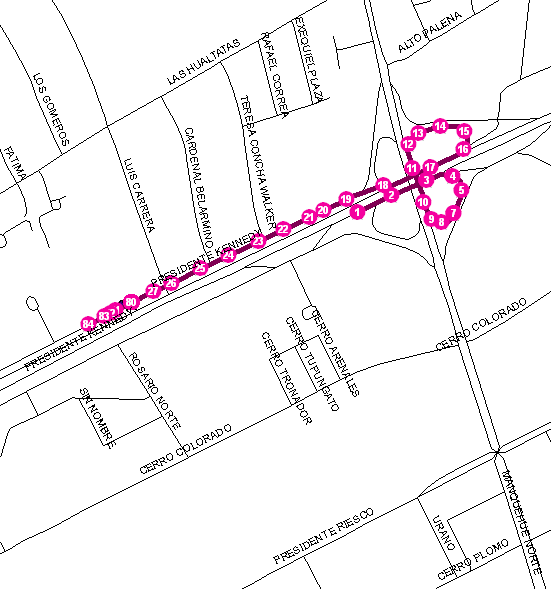 ALTO PALENA
EXEQUIEL PLAZA
RAFAEL CORREA
LAS HUALTATAS
LOS GOMEROS
TERESA CONCHA WALKER
CARDENAL BELARMINO
LUIS CARRERA
FATIMA
14
13
15
12
16
11
17
3
4
18
2
5
19
1
10
20
21
9
8
7
22
23
PRESIDENTE KENNEDY
24
25
26
27
80
83
84
PRESIDENTE KENNEDY
CERRO COLORADO
CERRO ARENALES
CERRO TUPUNGATO
CERRO TRONADOR
ROSARIO NORTE
SIN NOMBRE
CERRO COLORADO
MANQUEHUE NORTE
PRESIDENTE RIESCO
URANO
CERRO PLOMO